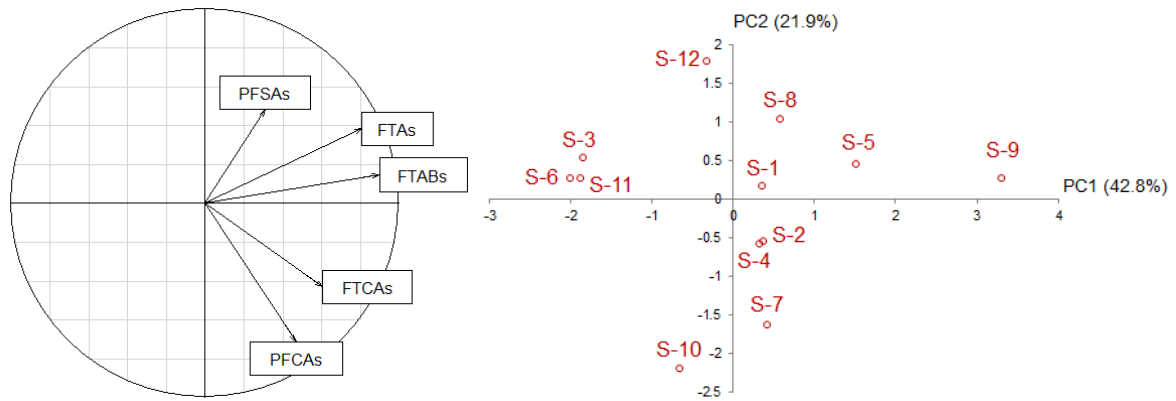 PFSAs
FTAs
FTABs
FTCAs
PFCAs
PC2 (21.9%)
2
S-12
1.5
S-8
1
S-3
S-5
S-9
0.5
S-6
S-11
S-1
PC1 (42.8%)
0
-3
-2
-1
0
1
2
3
4
-0.5
S-2
S-4
-1
S-7
-1.5
S-10
-2
-2.5